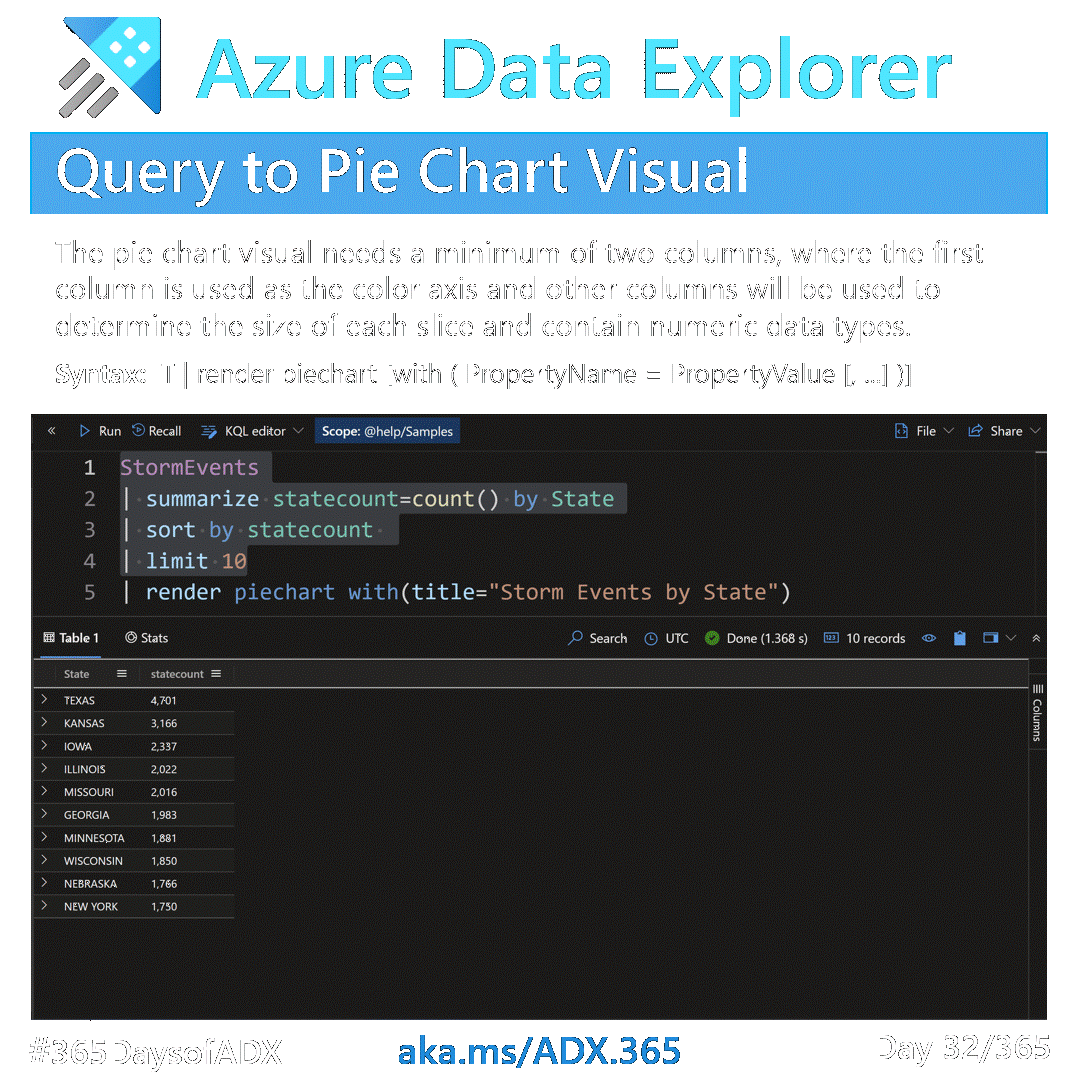 Azure Data Explorer
Query to Pie Chart Visual
The pie chart visual needs a minimum of two columns, where the first
column is used as the color axis and other columns will be used to
determine the size of each slice and contain numeric data types.
Syntax: T | render piechart [with ( PropertyName = PropertyValue [, ...] )]
« Run Recall KQL editor Scope: @help/Samples File Share
1 StormEvents
2 | summarize statecount=count() by State
3 | sort by statecount
4 | limit 10
5 | render piechart with(title="Storm Events by State")
Table 1 Stats Search UTC Done (1.368 s) 123 10 records
State statecount
TEXAS 4,701
KANSAS 3,166
IOWA 2,337
ILLINOIS 2,022
MISSOURI 2,016
GEORGIA 1,983
MINNESOTA 1,881
WISCONSIN 1,850
NEBRASKA 1,766
NEW YORK 1,750
Columns
#365DaysofADX aka.ms/ADX.365 Day 32/365